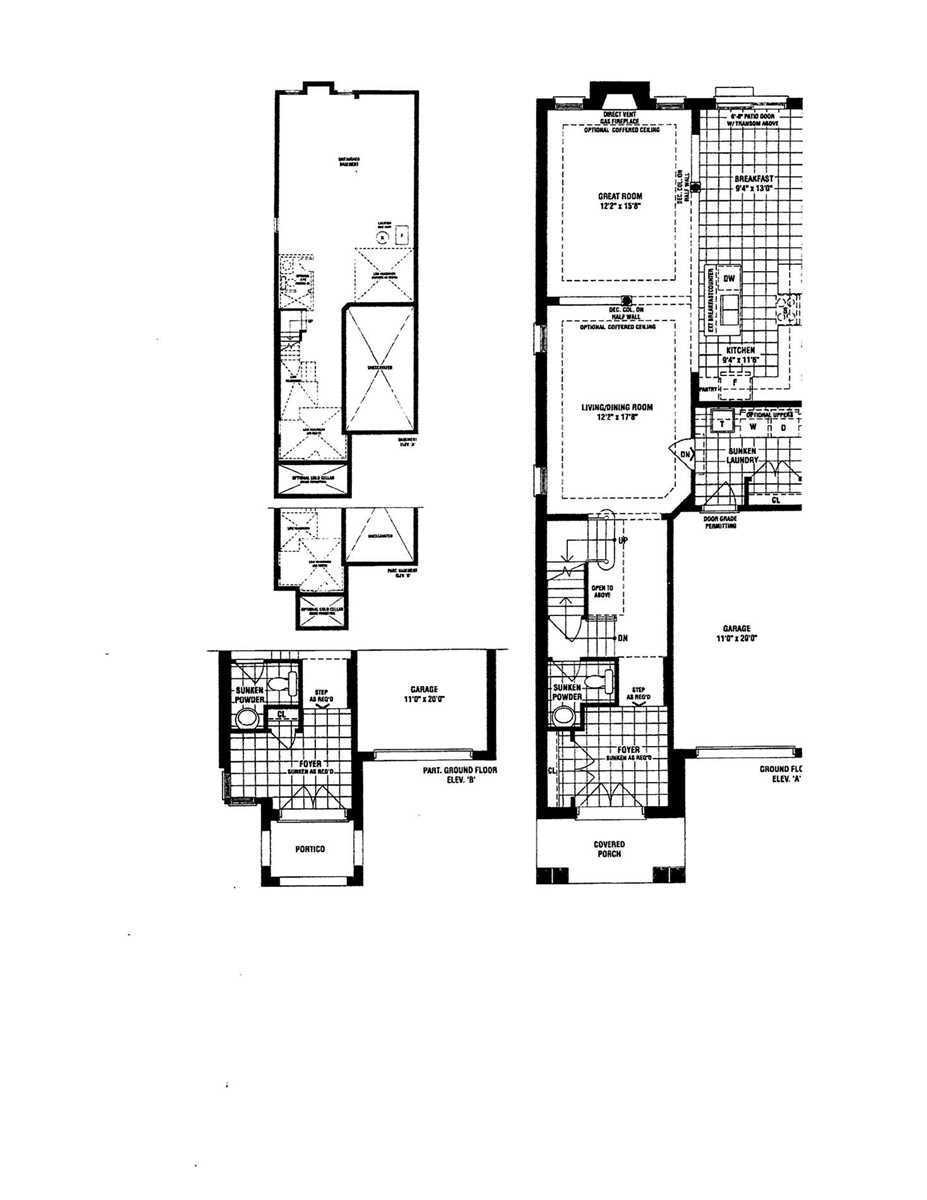 UNFINISHED
BASEMENT
UP
UNEXCAVATED
BASEMENT
ELEV. 'A'
OPTIONAL COLD CELLAR
UNEXCAVATED
PART. BASEMENT
ELEV. 'B'
OPTIONAL COLD CELLAR
SUNKEN
POWDER
CL
STEP
AS REQ'D
GARAGE
11'0" x 20'0"
FOYER
SUNKEN AS REQ'D
PART. GROUND FLOOR
ELEV. 'B'
PORTICO
DIRECT VENT
GAS FIREPLACE
OPTIONAL COFFERED CEILING
GREAT ROOM
12'2" x 15'8"
DEC. COL. ON
HALF WALL
6'-0" PATIO DOOR
W/ TRANSOM ABOVE
BREAKFAST
9'4" x 13'0"
EXT BREAKFAST COUNTER
DW
DEC. COL. ON
HALF WALL
OPTIONAL COFFERED CEILING
KITCHEN
9'4" x 11'6"
PANTRY
F
LIVING/DINING ROOM
12'2" x 17'8"
OPTIONAL UPPERS
T
W
D
DN
SUNKEN
LAUNDRY
CL
DOOR GRADE
PERMITTING
UP
OPEN TO
ABOVE
DN
GARAGE
11'0" x 20'0"
SUNKEN
POWDER
STEP
AS REQ'D
CL
FOYER
SUNKEN AS REQ'D
GROUND FLO
ELEV. 'A'
COVERED
PORCH